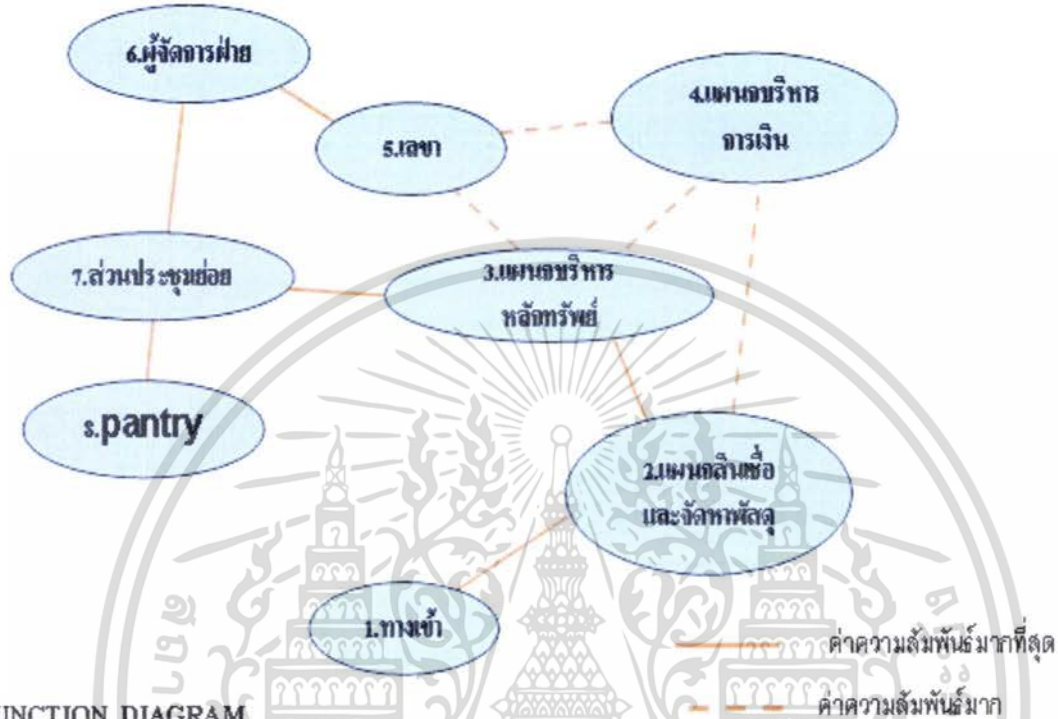 6.ผู้จัดการฝ่าย
4.แผนกบริหาร
การเงิน
5.เลขา
7.ส่วนประชุมย่อย
3.แผนกบริหาร
หลักทรัพย์
8.pantry
2.แผนกสินเชื่อ
และจัดหาพัสดุ
1.ทางเข้า
ค่าความสัมพันธ์มากที่สุด
ค่าความสัมพันธ์มาก
UNCTION DIAGRAM